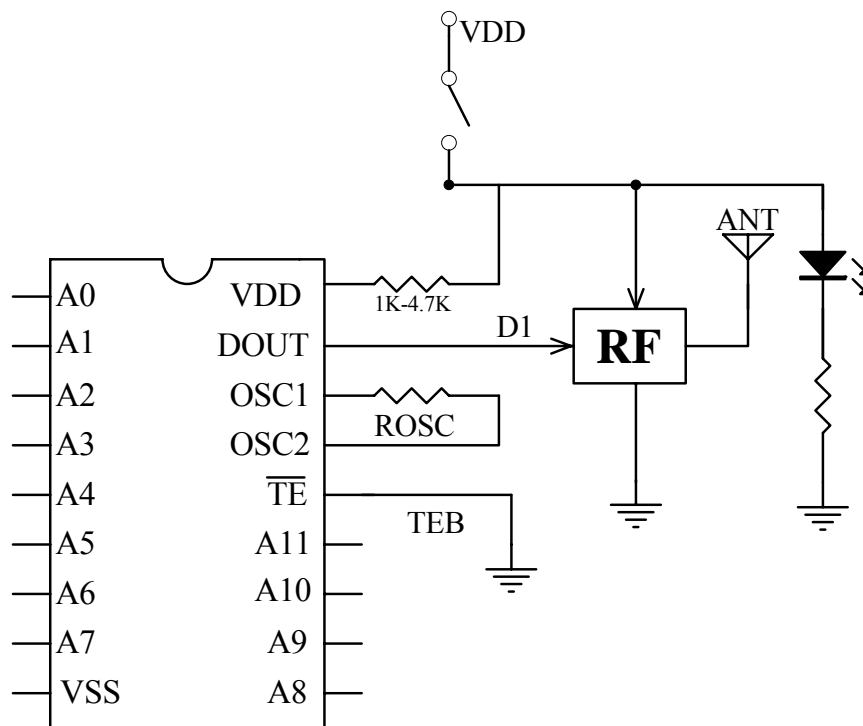 VDD
ANT
A0
VDD
1K-4.7K
A1
DOUT
D1
RF
A2
OSC1
ROSC
A3
OSC2
A4
TE
TEB
A5
A11
A6
A10
A7
A9
VSS
A8